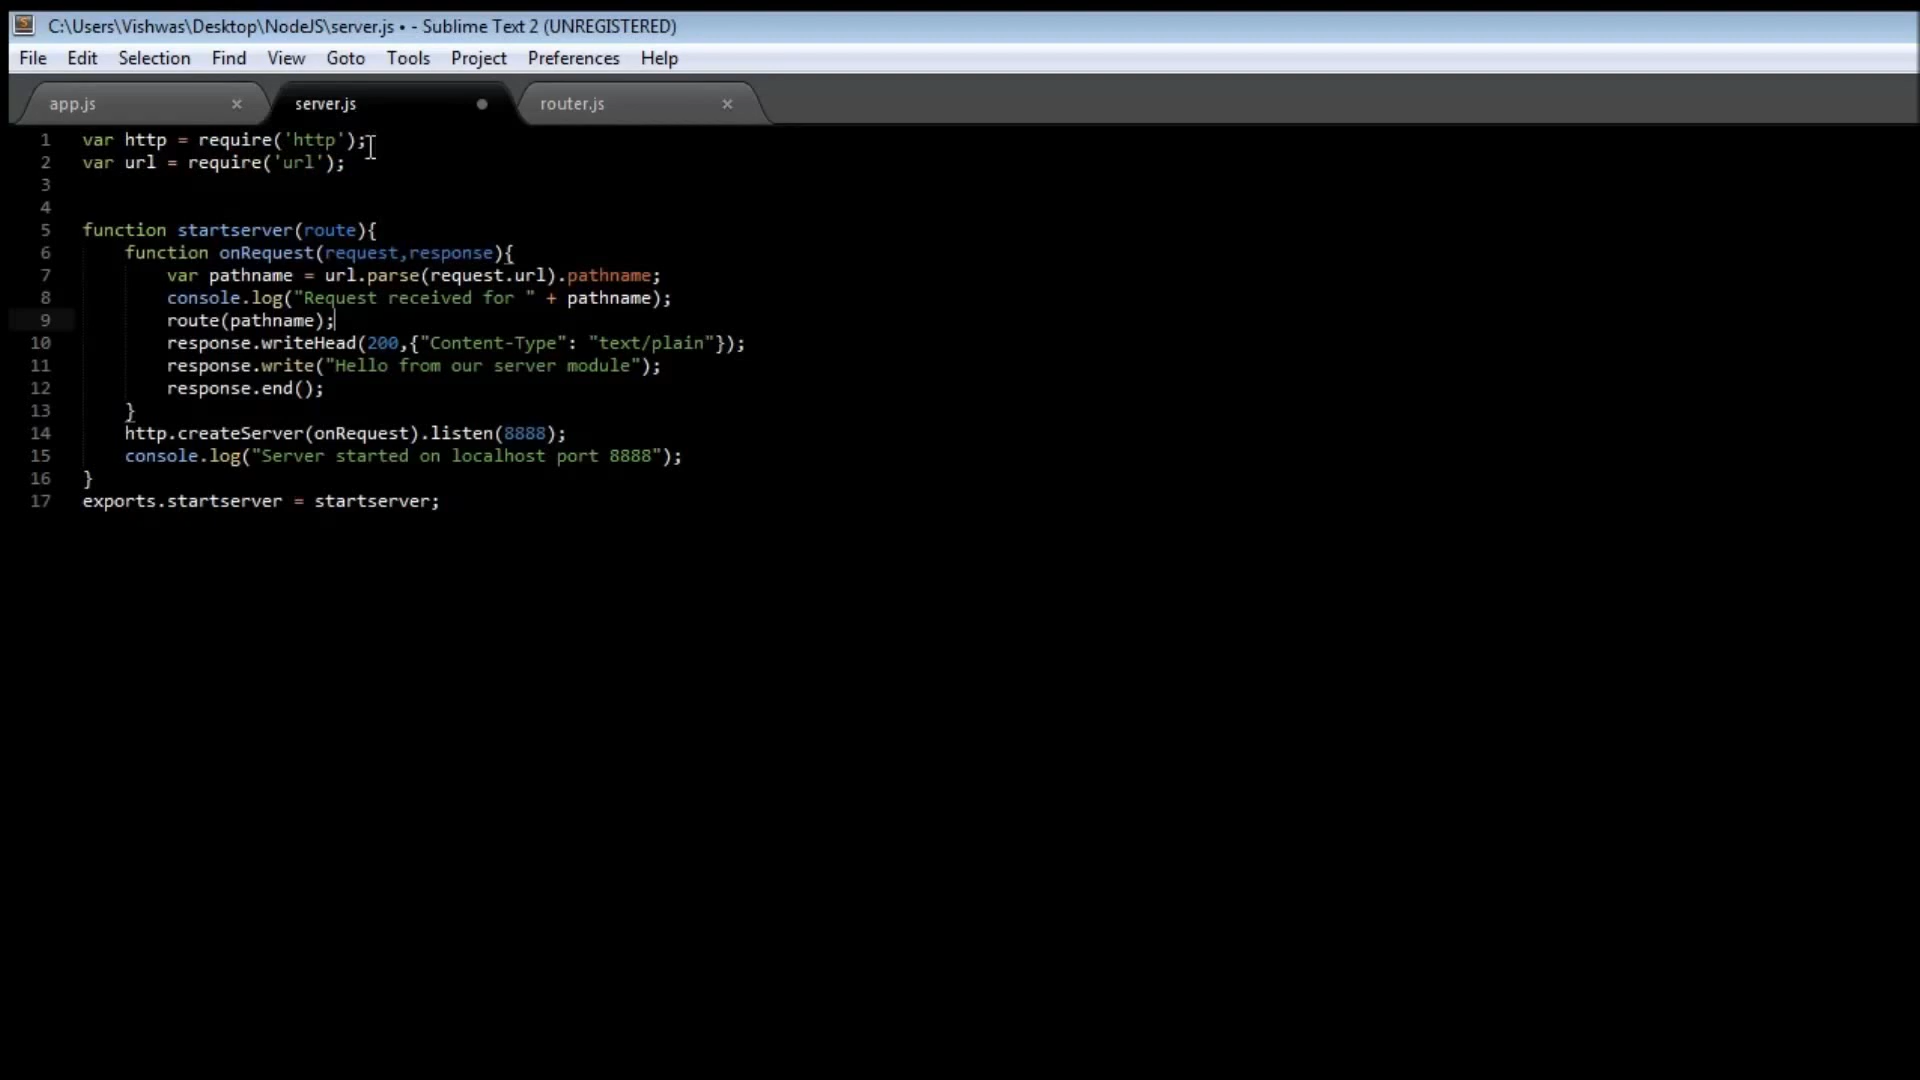 C:\Users\Vishwas\Desktop\NodeJS\server.js • - Sublime Text 2 (UNREGISTERED)
File Edit Selection Find View Goto Tools Project Preferences Help
app.js × server.js router.js ×
1 var http = require('http');
2 var url = require('url');
3
4
5 function startserver(route){
6 function onRequest(request,response){
7 var pathname = url.parse(request.url).pathname;
8 console.log("Request received for " + pathname);
9 route(pathname);
10 response.writeHead(200,{"Content-Type": "text/plain"});
11 response.write("Hello from our server module");
12 response.end();
13 }
14 http.createServer(onRequest).listen(8888);
15 console.log("Server started on localhost port 8888");
16 }
17 exports.startserver = startserver;